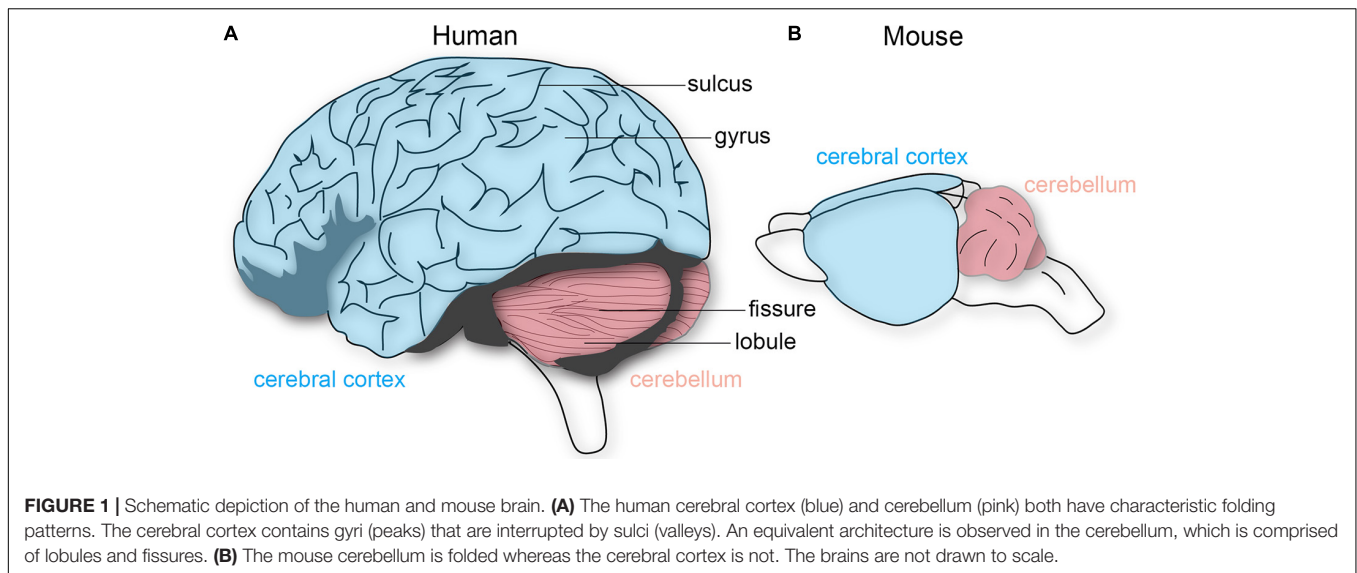 A Human
B Mouse
sulcus
gyrus
cerebral cortex
cerebellum
fissure
lobule
cerebral cortex
cerebellum
FIGURE 1 | Schematic depiction of the human and mouse brain. (A) The human cerebral cortex (blue) and cerebellum (pink) both have characteristic folding
patterns. The cerebral cortex contains gyri (peaks) that are interrupted by sulci (valleys). An equivalent architecture is observed in the cerebellum, which is comprised
of lobules and fissures. (B) The mouse cerebellum is folded whereas the cerebral cortex is not. The brains are not drawn to scale.